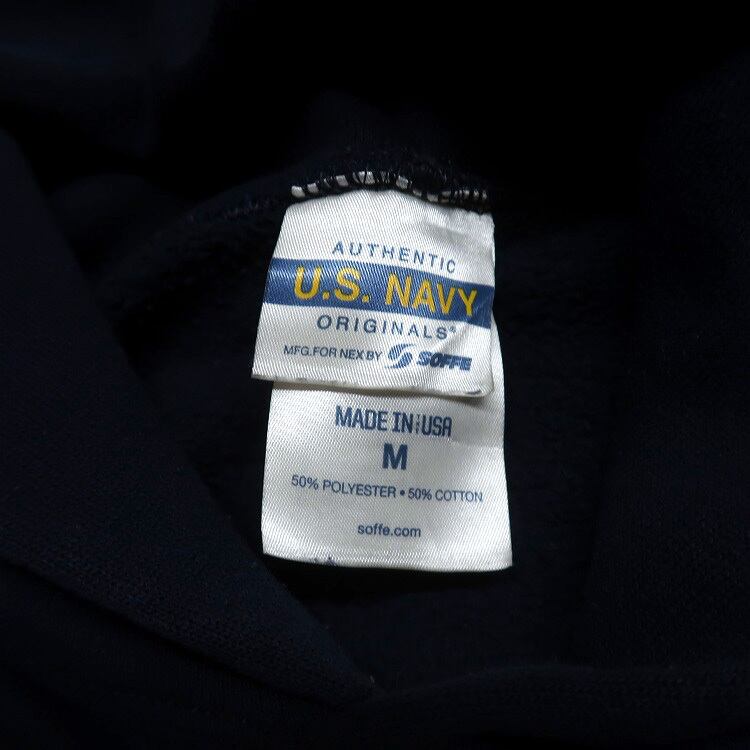 AUTHENTIC
U.S. NAVY
ORIGINALS®
MFG. FOR NEX BY SOFFE
MADE IN USA
M
50% POLYESTER • 50% COTTON
soffe.com